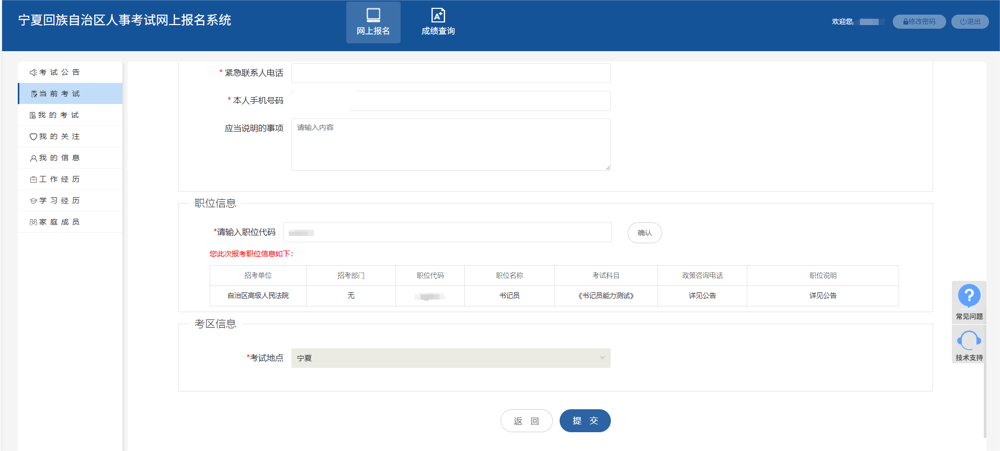 宁夏回族自治区人事考试网上报名系统
网上报名
成绩查询
欢迎您
修改密码
退出
考试公告
当前考试
我的考试
我的关注
我的信息
工作经历
学习经历
家庭成员
* 紧急联系人电话
* 本人手机号码
应当说明的事项
请输入内容
职位信息
*请输入职位代码
确认
您此次报考职位信息如下：
招考单位 招考部门 职位代码 职位名称 考试科目 政策咨询电话 职位说明
自治区高级人民法院 无 书记员 《书记员能力测试》 详见公告 详见公告
考区信息
*考试地点
宁夏
返 回
提 交
常见问题
技术支持